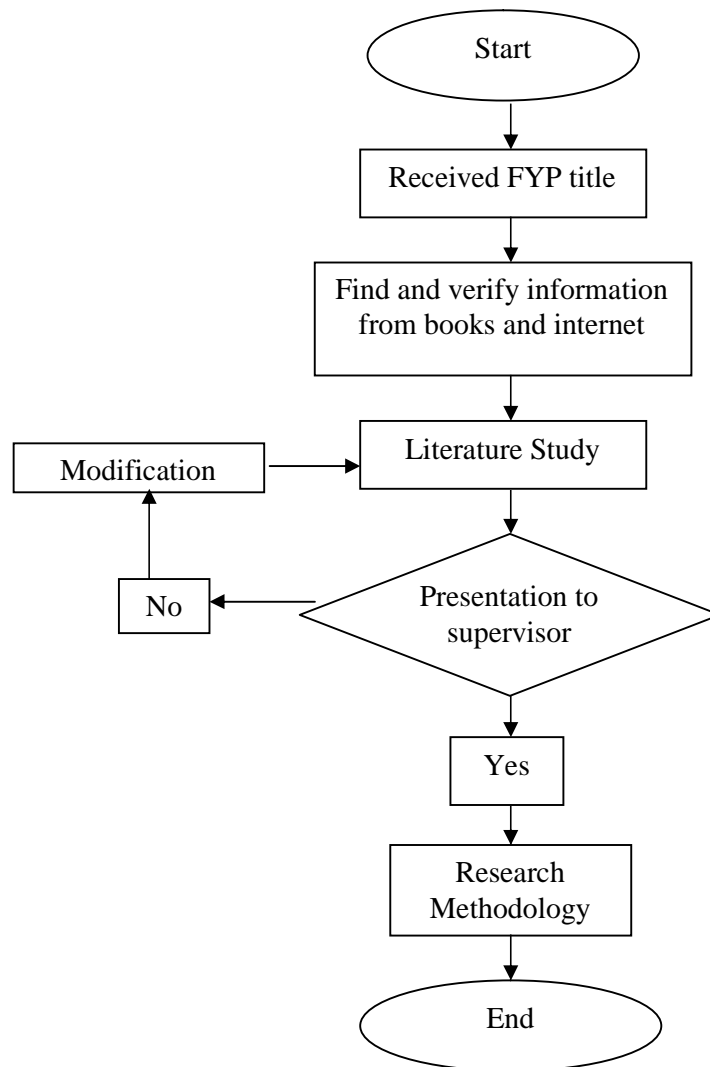 Start
Received FYP title
Find and verify information
from books and internet
Literature Study
Modification
Presentation to
supervisor
No
Yes
Research
Methodology
End